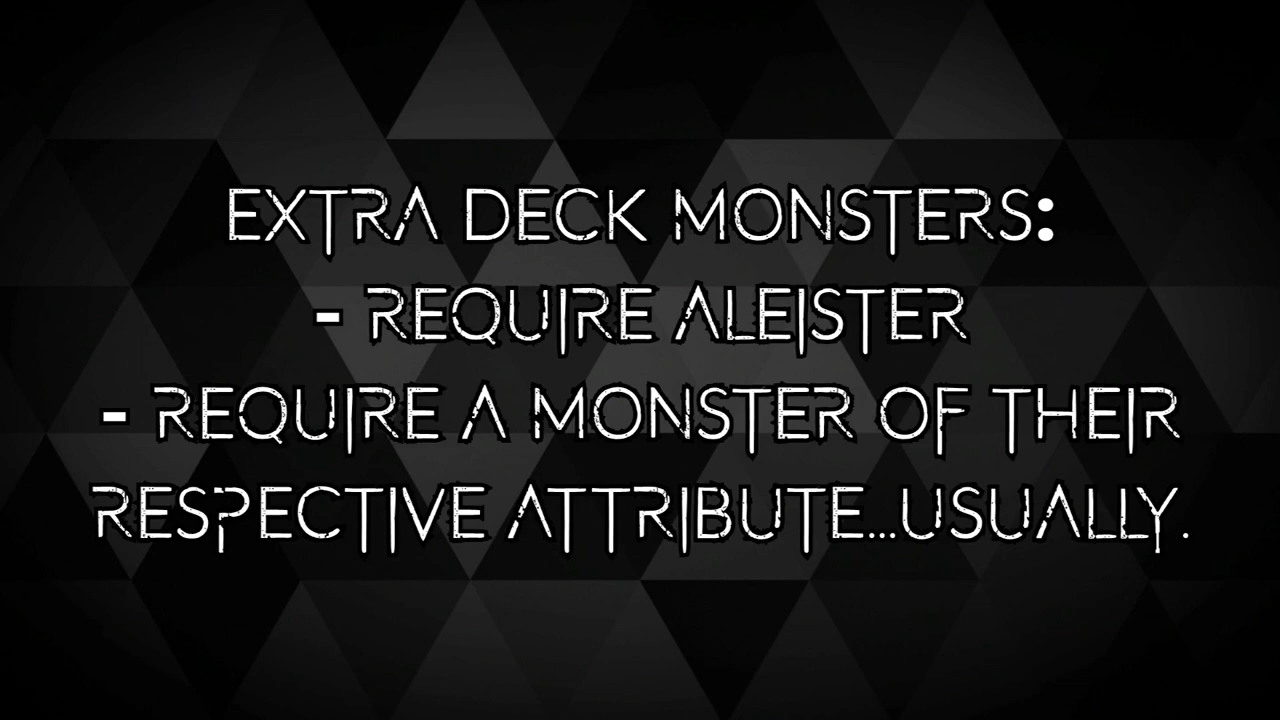 EXTRA DECK MONSTERS:
- REQUIRE ALEISTER
- REQUIRE A MONSTER OF THEIR
RESPECTIVE ATTRIBUTE...USUALLY.